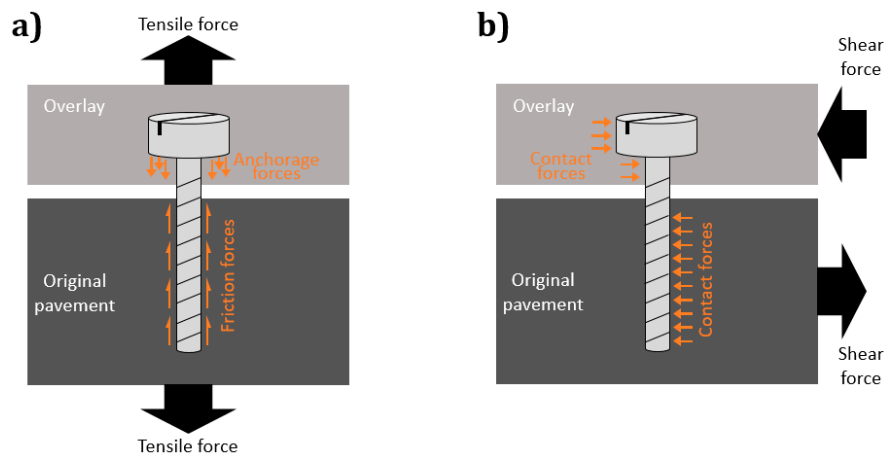 a)
Tensile force
Overlay
Anchorage
forces
Original
pavement
Friction forces
Tensile force
b)
Shear
force
Overlay
Contact
forces
Original
pavement
Contact forces
Shear
force